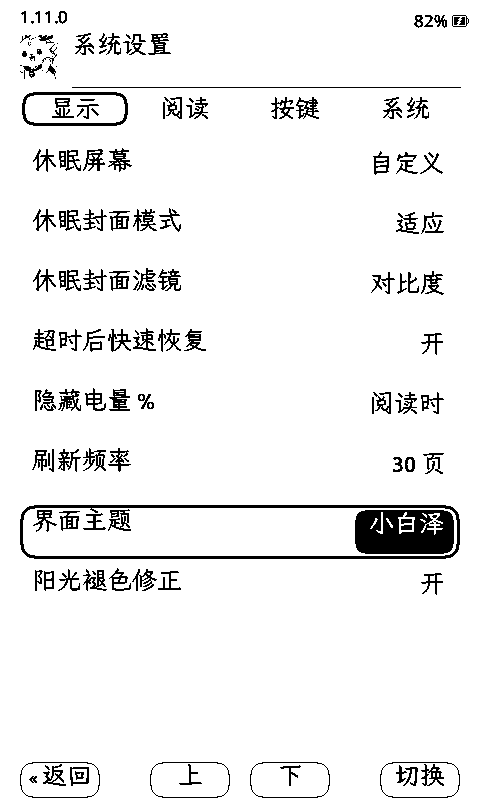 1.11.0 82%
系统设置
显示 阅读 按键 系统
休眠屏幕 自定义
休眠封面模式 适应
休眠封面滤镜 对比度
超时后快速恢复 开
隐藏电量 % 阅读时
刷新频率 30 页
界面主题 小白泽
阳光褪色修正 开
« 返回 上 下 切换